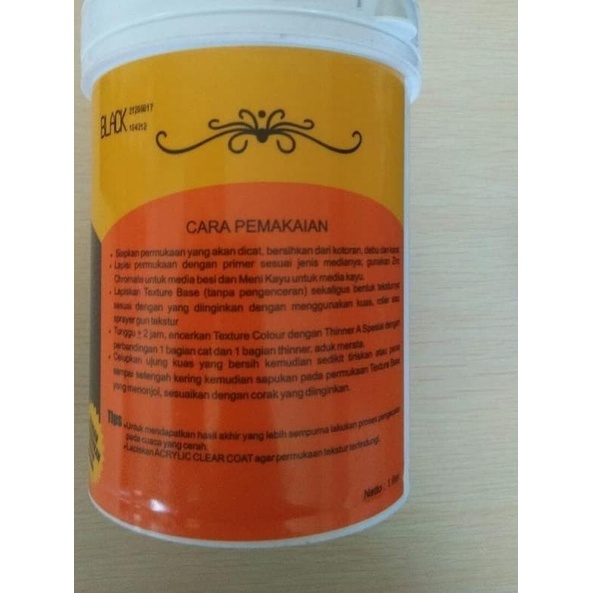 BLACK 21260017
104212
CARA PEMAKAIAN
Siapkan permukaan yang akan dicat, bersihkan dari kotoran, debu dan
Lapisi permukaan dengan primer sesuai jenis medianya, gunakan Zinc
Chromate untuk media besi dan Meni Kayu untuk media kayu.
Lapiskan Texture Base (tanpa pengenceran) sekaligus bentuk teksturnya
sesuai dengan yang diinginkan dengan menggunakan kuas, roller atau
sprayer gun tekstur
Tunggu ± 2 jam, encerkan Texture Colour dengan Thinner A Spesial dengan
perbandingan 1 bagian cat dan 1 bagian thinner, aduk merata.
Celupkan ujung kuas yang bersih kemudian sedikit tiriskan atau
sampai setengah kering kemudian sapukan pada permukaan Texture Base
yang menonjol, sesuaikan dengan corak yang diinginkan.
Tips
Untuk mendapatkan hasil akhir yang lebih sempurna lakukan proses
pada cuaca yang cerah.
Lapiskan ACRYLIC CLEAR COAT agar permukaan tekstur terlindungi.
Netto : 1 liter